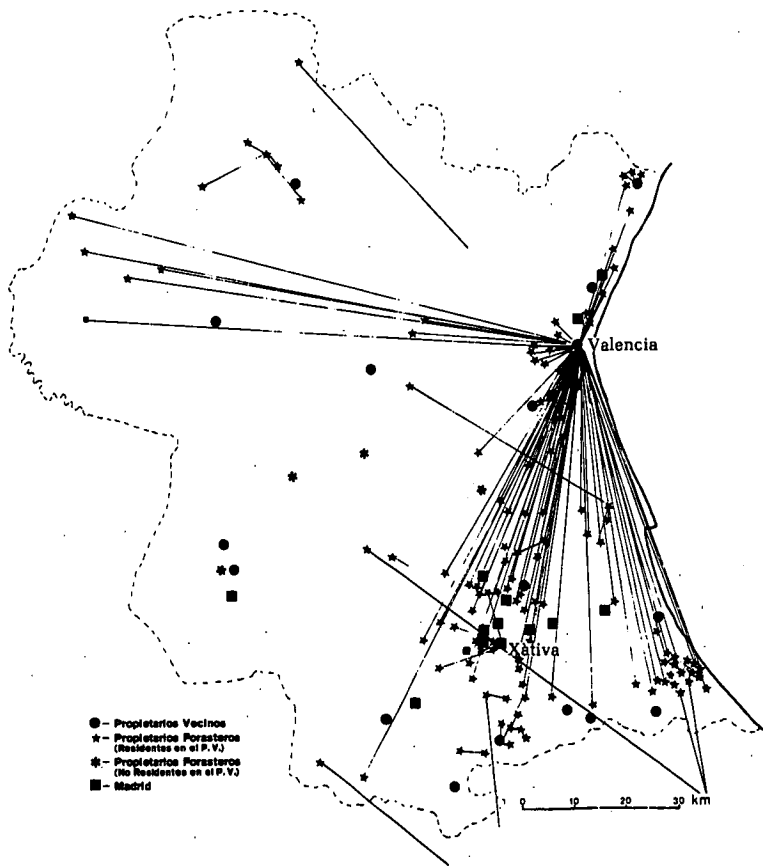 Valencia
Xàtiva
● - Propietarios Vecinos
★ - Propietarios Forasteros
(Residentes en el P.V.)
✱ - Propietarios Forasteros
(No Residentes en el P.V.)
■ - Madrid
0 10 20 30 km